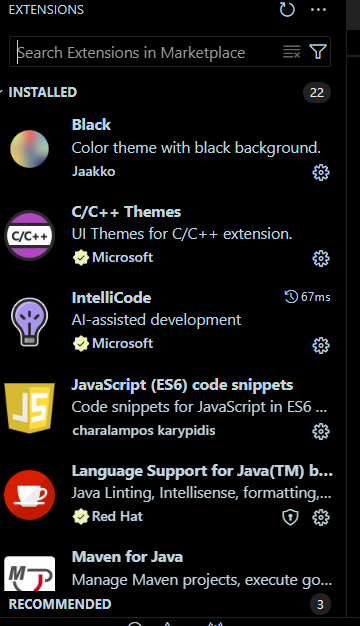 EXTENSIONS
Search Extensions in Marketplace
INSTALLED 22
Black
Color theme with black background.
Jaakko
C/C++
C/C++ Themes
UI Themes for C/C++ extension.
Microsoft
IntelliCode 67ms
AI-assisted development
Microsoft
JS
JavaScript (ES6) code snippets
Code snippets for JavaScript in ES6 ...
charalampos karypidis
Language Support for Java(TM) b...
Java Linting, Intellisense, formatting,...
Red Hat
Maven for Java
Manage Maven projects, execute go...
RECOMMENDED 3